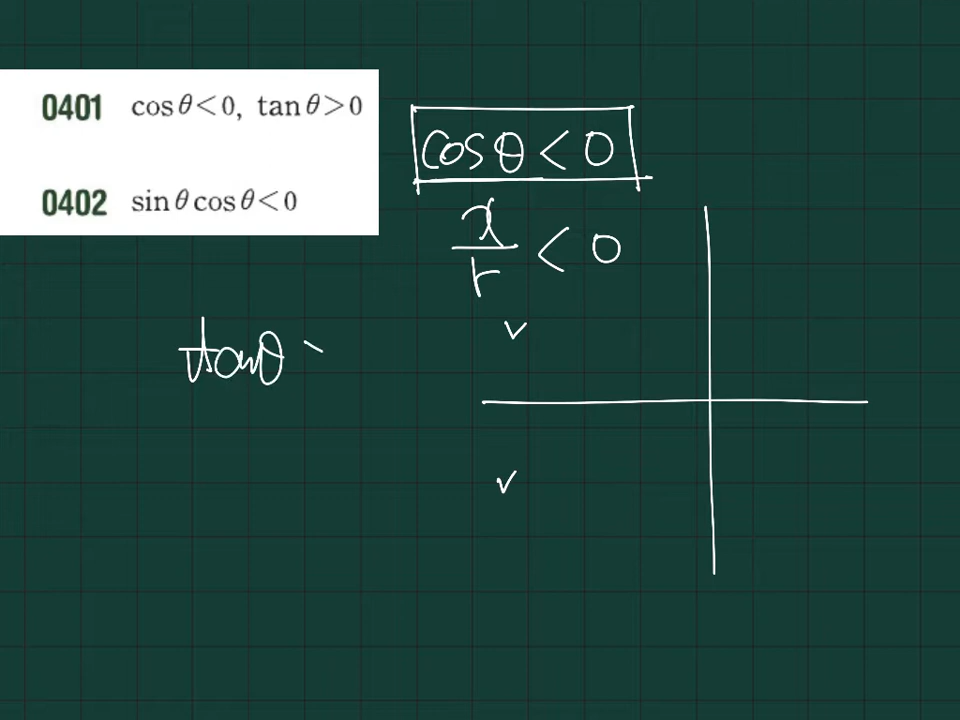 0401 cosθ<0, tanθ>0
0402 sinθcosθ<0
cosθ<0
x/r < 0
v
tanθ
v